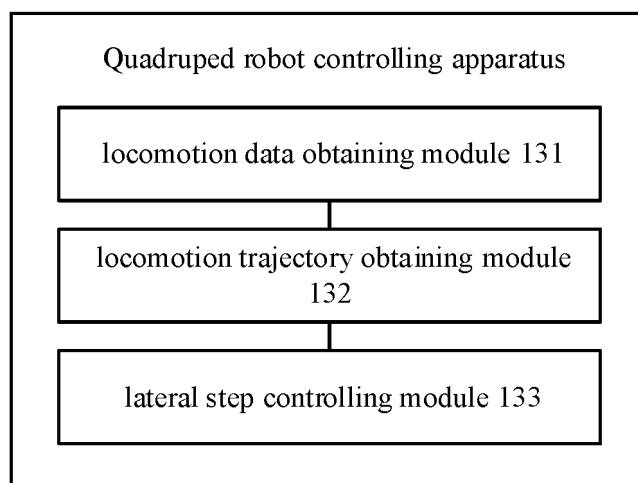 Quadruped robot controlling apparatus
locomotion data obtaining module 131
locomotion trajectory obtaining module
132
lateral step controlling module 133